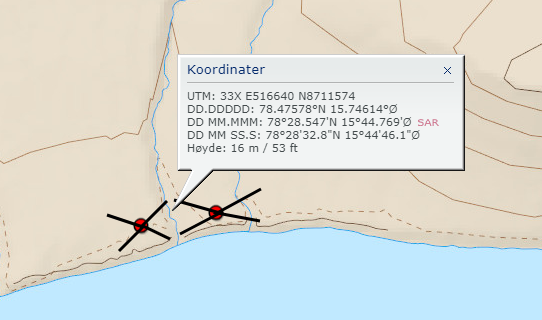 Koordinater ×
UTM: 33X E516640 N8711574
DD.DDDDD: 78.47578°N 15.74614°Ø
DD MM.MMM: 78°28.547'N 15°44.769'Ø SAR
DD MM SS.S: 78°28'32.8"N 15°44'46.1"Ø
Høyde: 16 m / 53 ft